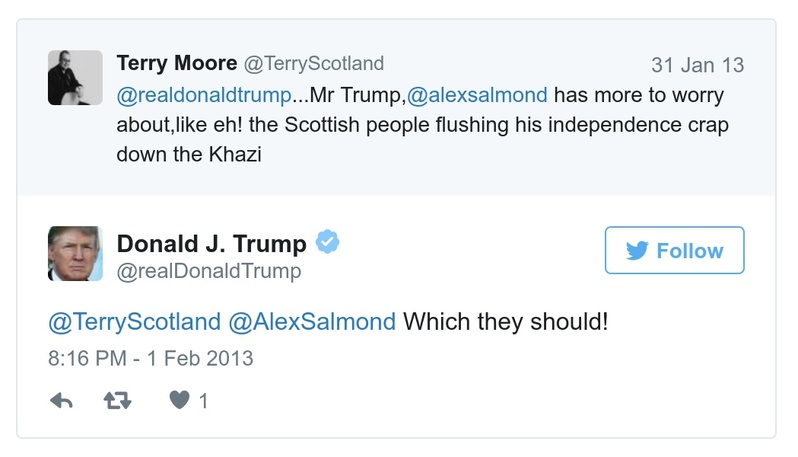 Terry Moore @TerryScotland 31 Jan 13
@realdonaldtrump...Mr Trump,@alexsalmond has more to worry
about,like eh! the Scottish people flushing his independence crap
down the Khazi
Donald J. Trump
@realDonaldTrump
Follow
@TerryScotland @AlexSalmond Which they should!
8:16 PM - 1 Feb 2013
1